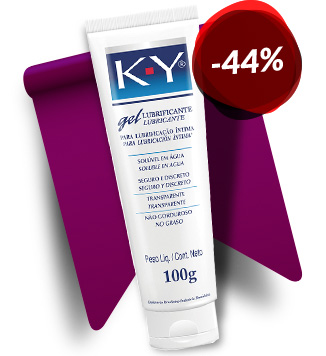 -44%
K-Y®
gel LUBRIFICANTE
LUBRICANTE
PARA LUBRIFICAÇÃO ÍNTIMA
PARA LUBRICACIÓN ÍNTIMA
SOLÚVEL EM ÁGUA
SOLUBLE EN AGUA
SEGURO E DISCRETO
SEGURO Y DISCRETO
TRANSPARENTE
TRANSPARENTE
NÃO-GORDUROSO
NO GRASO
Peso Liq. / Cont. Neto
100g